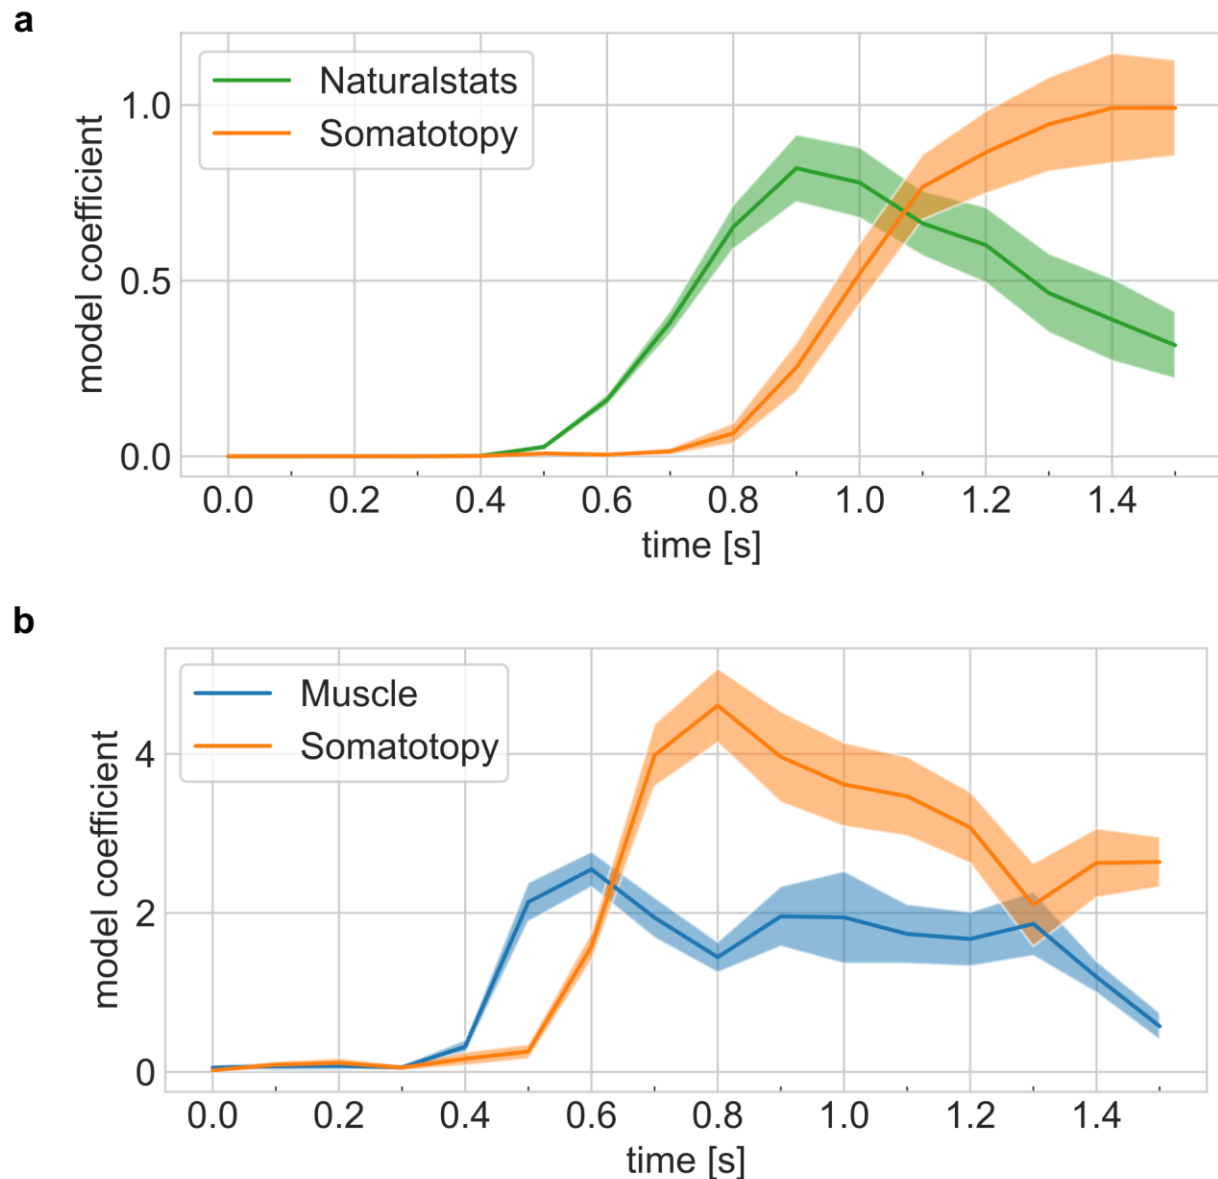 a
Naturalstats
Somatotopy
model coefficient
1.0
0.5
0.0
0.0 0.2 0.4 0.6 0.8 1.0 1.2 1.4
time [s]
b
Muscle
Somatotopy
model coefficient
4
2
0
0.0 0.2 0.4 0.6 0.8 1.0 1.2 1.4
time [s]